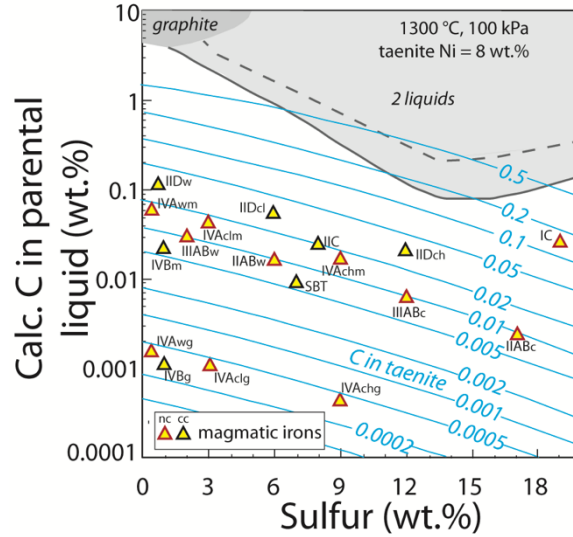 10
1
0.1
0.01
0.001
0.0001
Calc. C in parental
liquid (wt.%)
graphite
1300 °C, 100 kPa
taenite Ni = 8 wt.%
2 liquids
0.5
0.2
0.1
0.05
0.02
0.01
0.005
0.002
0.001
0.0005
0.0002
C in taenite
IIDw
IVAwm
IIDcl
IVAclm
IIIABw
IVBm
IIABw
IIC
IVAchm
SBT
IIDch
IC
IIIABc
IIABc
IVAwg
IVBg
IVAclg
IVAchg
nc cc
magmatic irons
0 3 6 9 12 15 18
Sulfur (wt.%)